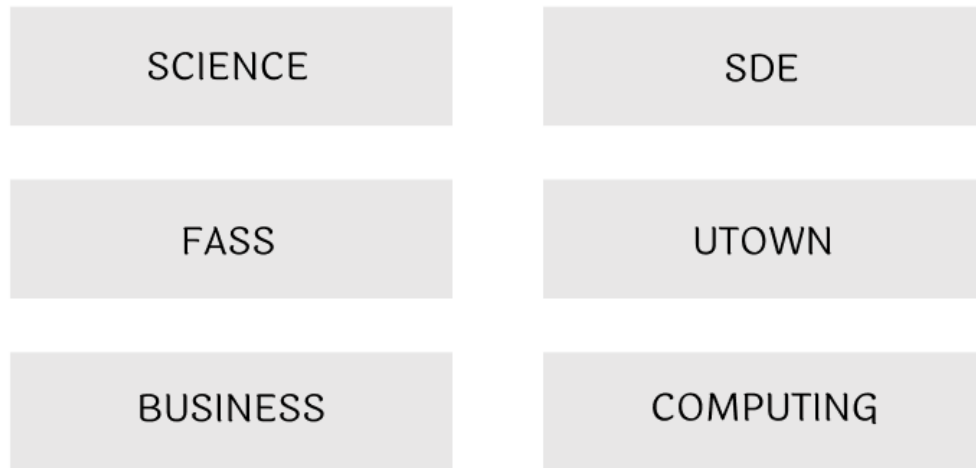 SCIENCE
SDE
FASS
UTOWN
BUSINESS
COMPUTING